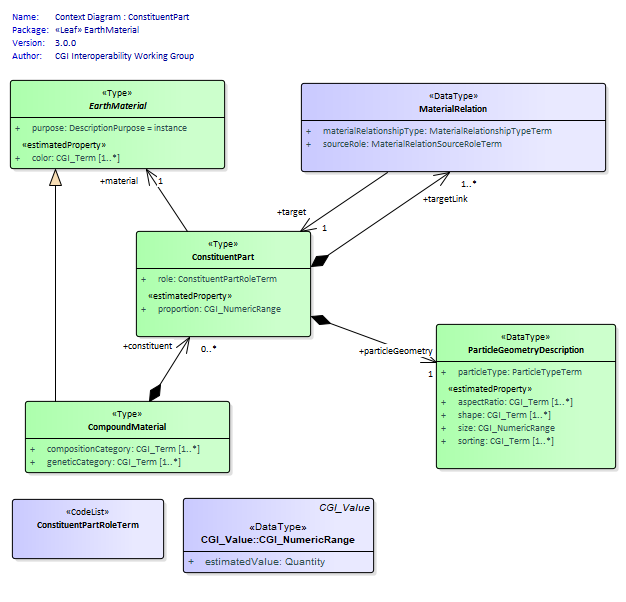 Name: Context Diagram : ConstituentPart
Package: «Leaf» EarthMaterial
Version: 3.0.0
Author: CGI Interoperability Working Group
«Type»
EarthMaterial
+ purpose: DescriptionPurpose = instance
«estimatedProperty»
+ color: CGI_Term [1..*]
«DataType»
MaterialRelation
+ materialRelationshipType: MaterialRelationshipTypeTerm
+ sourceRole: MaterialRelationSourceRoleTerm
+material
1
+target
1
1..*
+targetLink
«Type»
ConstituentPart
+ role: ConstituentPartRoleTerm
«estimatedProperty»
+ proportion: CGI_NumericRange
+constituent
0..*
+particleGeometry
1
«DataType»
ParticleGeometryDescription
+ particleType: ParticleTypeTerm
«estimatedProperty»
+ aspectRatio: CGI_Term [1..*]
+ shape: CGI_Term [1..*]
+ size: CGI_NumericRange
+ sorting: CGI_Term [1..*]
«Type»
CompoundMaterial
+ compositionCategory: CGI_Term [1..*]
+ geneticCategory: CGI_Term [1..*]
«CodeList»
ConstituentPartRoleTerm
CGI_Value
«DataType»
CGI_Value::CGI_NumericRange
+ estimatedValue: Quantity